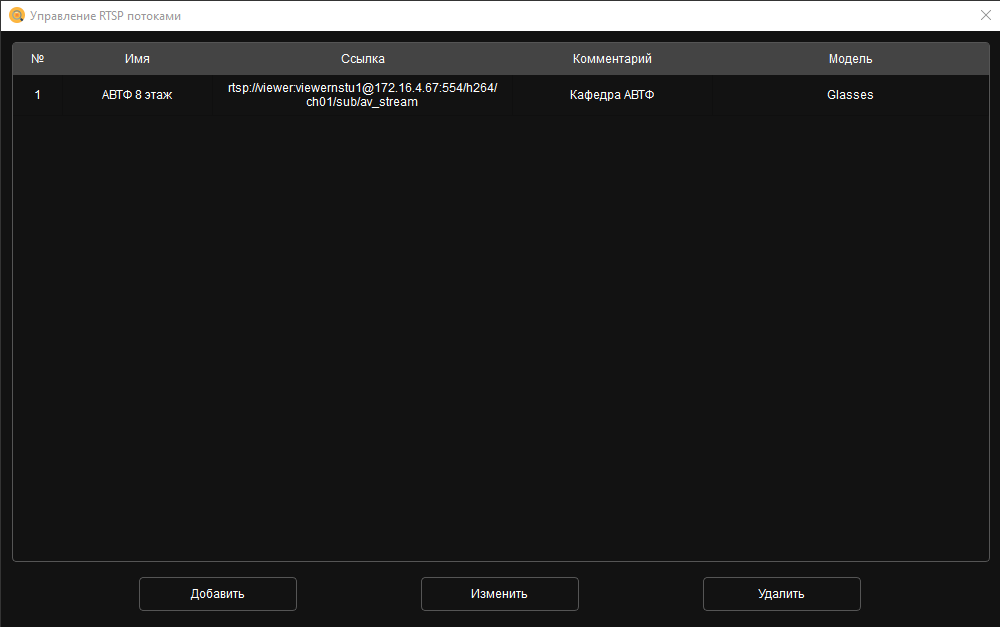 Управление RTSP потоками
№ Имя Ссылка Комментарий Модель
1 АВТФ 8 этаж rtsp://viewer:viewernstu1@172.16.4.67:554/h264/ Кафедра АВТФ Glasses
ch01/sub/av_stream
Добавить Изменить Удалить